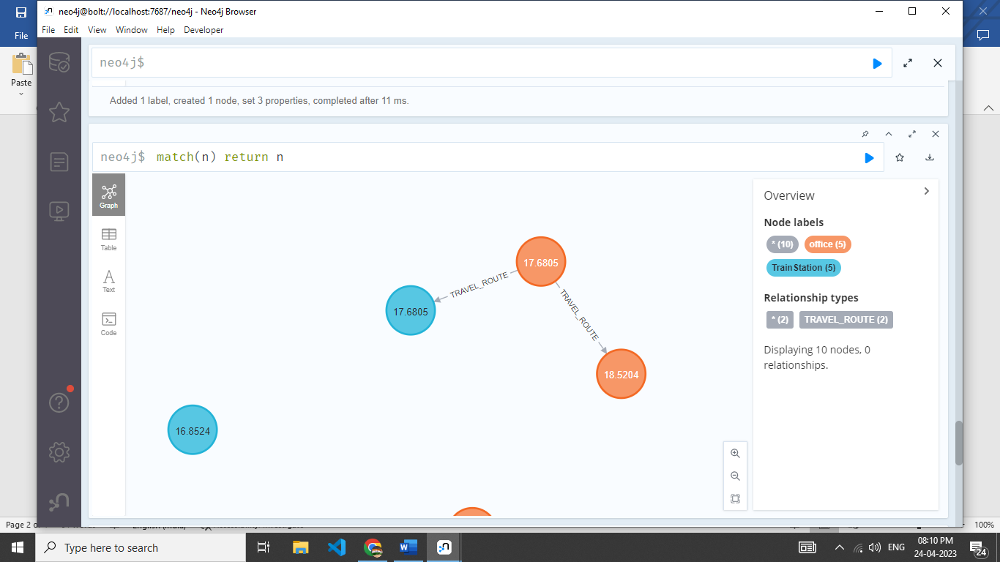 neo4j@bolt://localhost:7687/neo4j - Neo4j Browser
File Edit View Window Help Developer
File
Paste
neo4j$
Added 1 label, created 1 node, set 3 properties, completed after 11 ms.
neo4j$ match(n) return n
Graph
Table
Text
Code
17.6805
TRAVEL_ROUTE
TRAVEL_ROUTE
17.6805
18.5204
16.8524
Overview
Node labels
* (10) office (5)
TrainStation (5)
Relationship types
* (2) TRAVEL_ROUTE (2)
Displaying 10 nodes, 0
relationships.
Page 2 of
100%
Type here to search
ENG
08:10 PM
24-04-2023
24